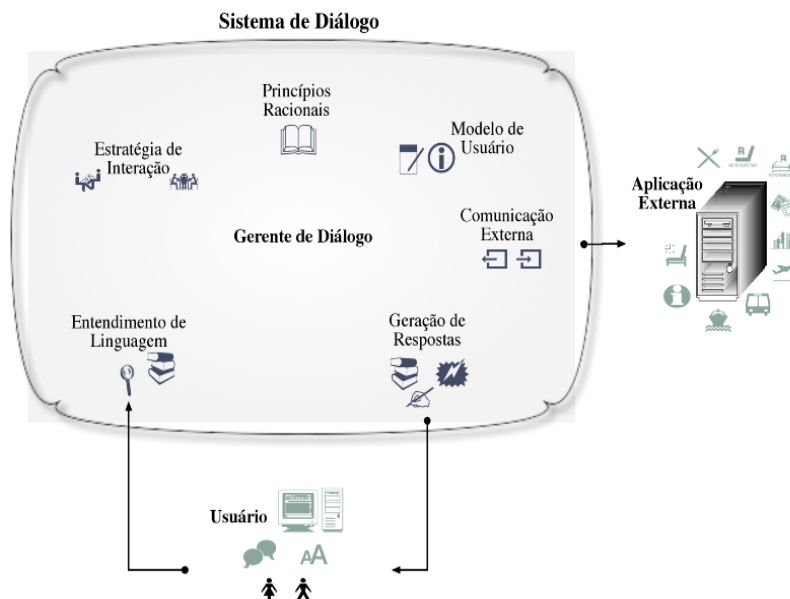 Sistema de Diálogo
Princípios
Racionais
Estratégia de
Interação
Modelo de
Usuário
Gerente de Diálogo
Comunicação
Externa
Aplicação
Externa
Entendimento de
Linguagem
Geração de
Respostas
Usuário
AA